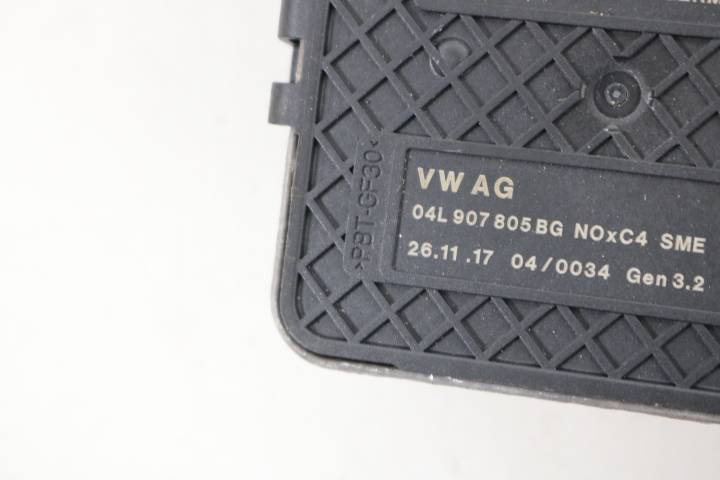 VW AG
04L 907 805 BG NOxC4 SME
26.11.17 04/0034 Gen 3.2
>PBT-GF30<